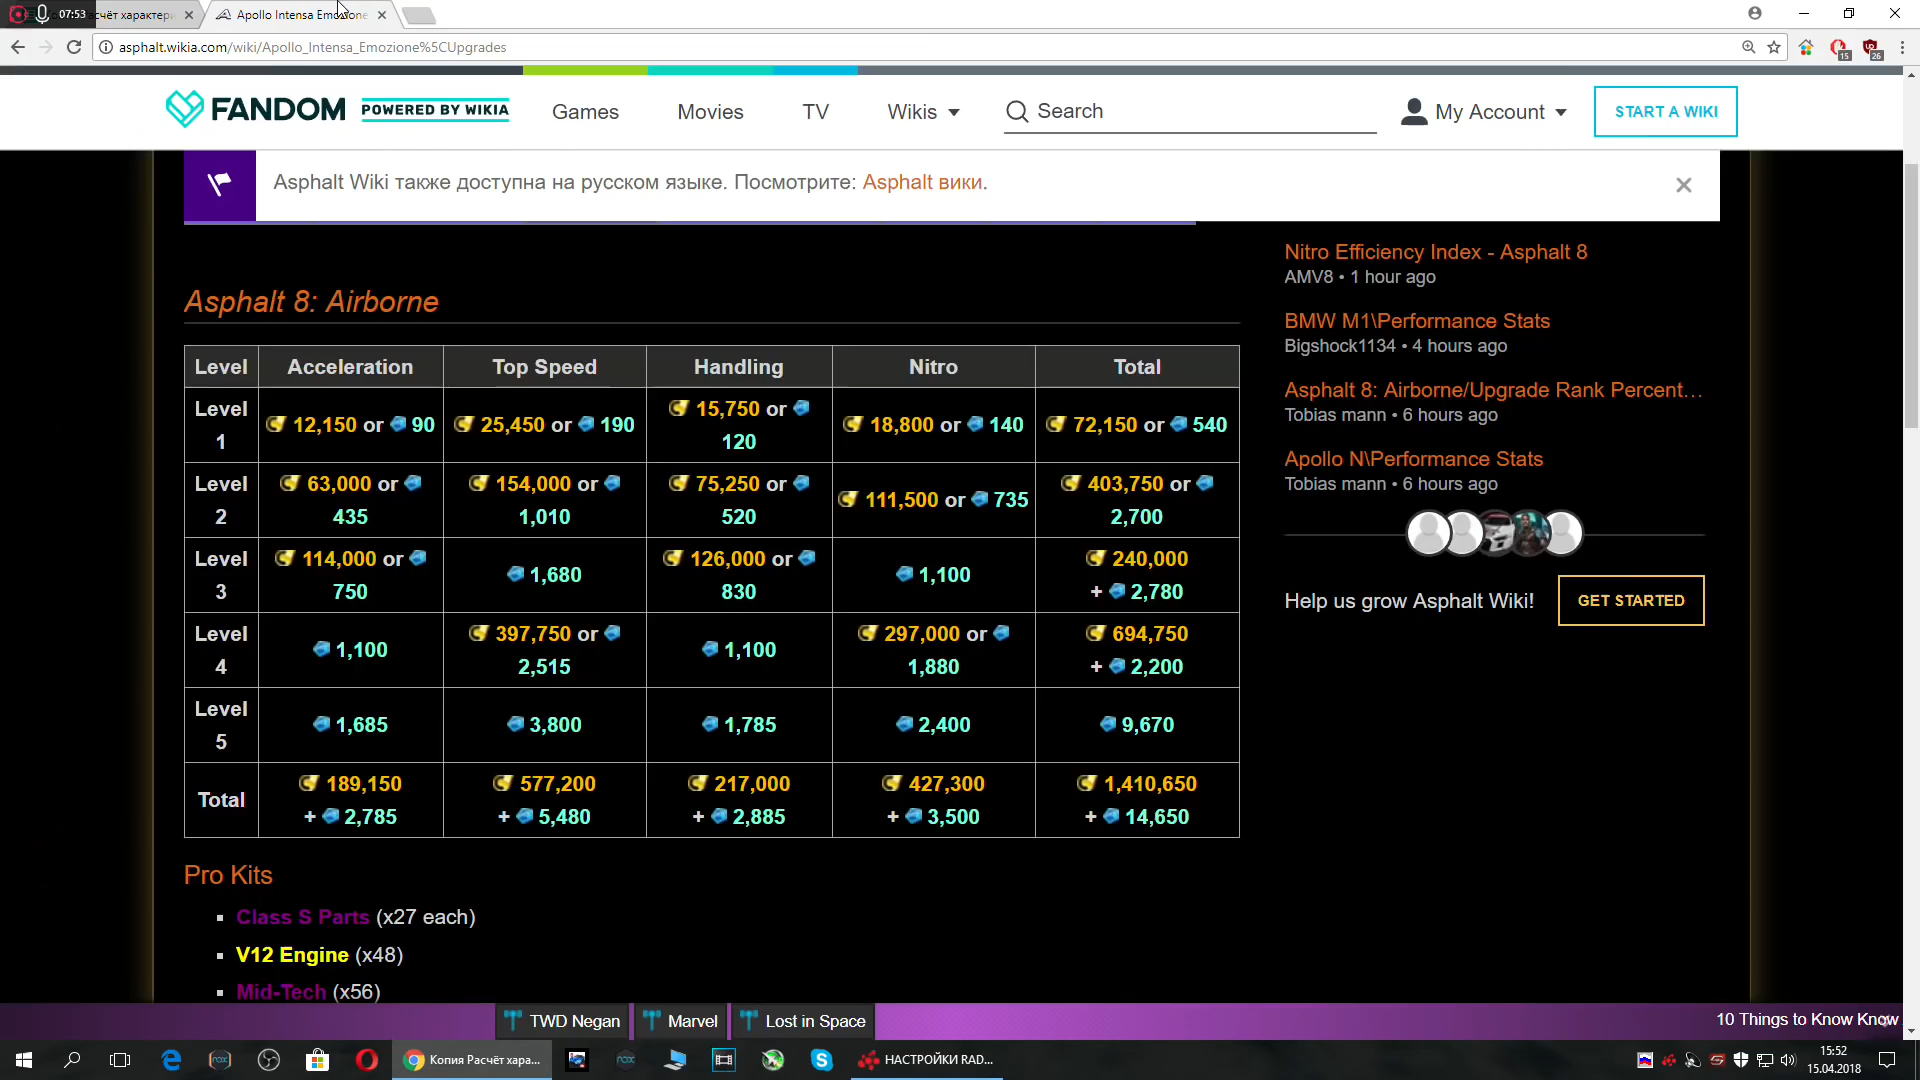 07:53
асчёт характери
Apollo Intensa Emozione
asphalt.wikia.com/wiki/Apollo_Intensa_Emozione%5CUpgrades
15
26
FANDOM POWERED BY WIKIA
Games
Movies
TV
Wikis
Search
My Account
START A WIKI
Asphalt Wiki также доступна на русском языке. Посмотрите: Asphalt вики.
Asphalt 8: Airborne
Level Acceleration Top Speed Handling Nitro Total
Level 1 12,150 or 90 25,450 or 190 15,750 or 120 18,800 or 140 72,150 or 540
Level 2 63,000 or 435 154,000 or 1,010 75,250 or 520 111,500 or 735 403,750 or 2,700
Level 3 114,000 or 750 1,680 126,000 or 830 1,100 240,000 + 2,780
Level 4 1,100 397,750 or 2,515 1,100 297,000 or 1,880 694,750 + 2,200
Level 5 1,685 3,800 1,785 2,400 9,670
Total 189,150 + 2,785 577,200 + 5,480 217,000 + 2,885 427,300 + 3,500 1,410,650 + 14,650
Pro Kits
Class S Parts (x27 each)
V12 Engine (x48)
Mid-Tech (x56)
Nitro Efficiency Index - Asphalt 8
AMV8 • 1 hour ago
BMW M1\Performance Stats
Bigshock1134 • 4 hours ago
Asphalt 8: Airborne/Upgrade Rank Percent...
Tobias mann • 6 hours ago
Apollo N\Performance Stats
Tobias mann • 6 hours ago
Help us grow Asphalt Wiki!
GET STARTED
TWD Negan
Marvel
Lost in Space
10 Things to Know Know
Копия Расчёт хара...
НАСТРОЙКИ RAD...
15:52
15.04.2018